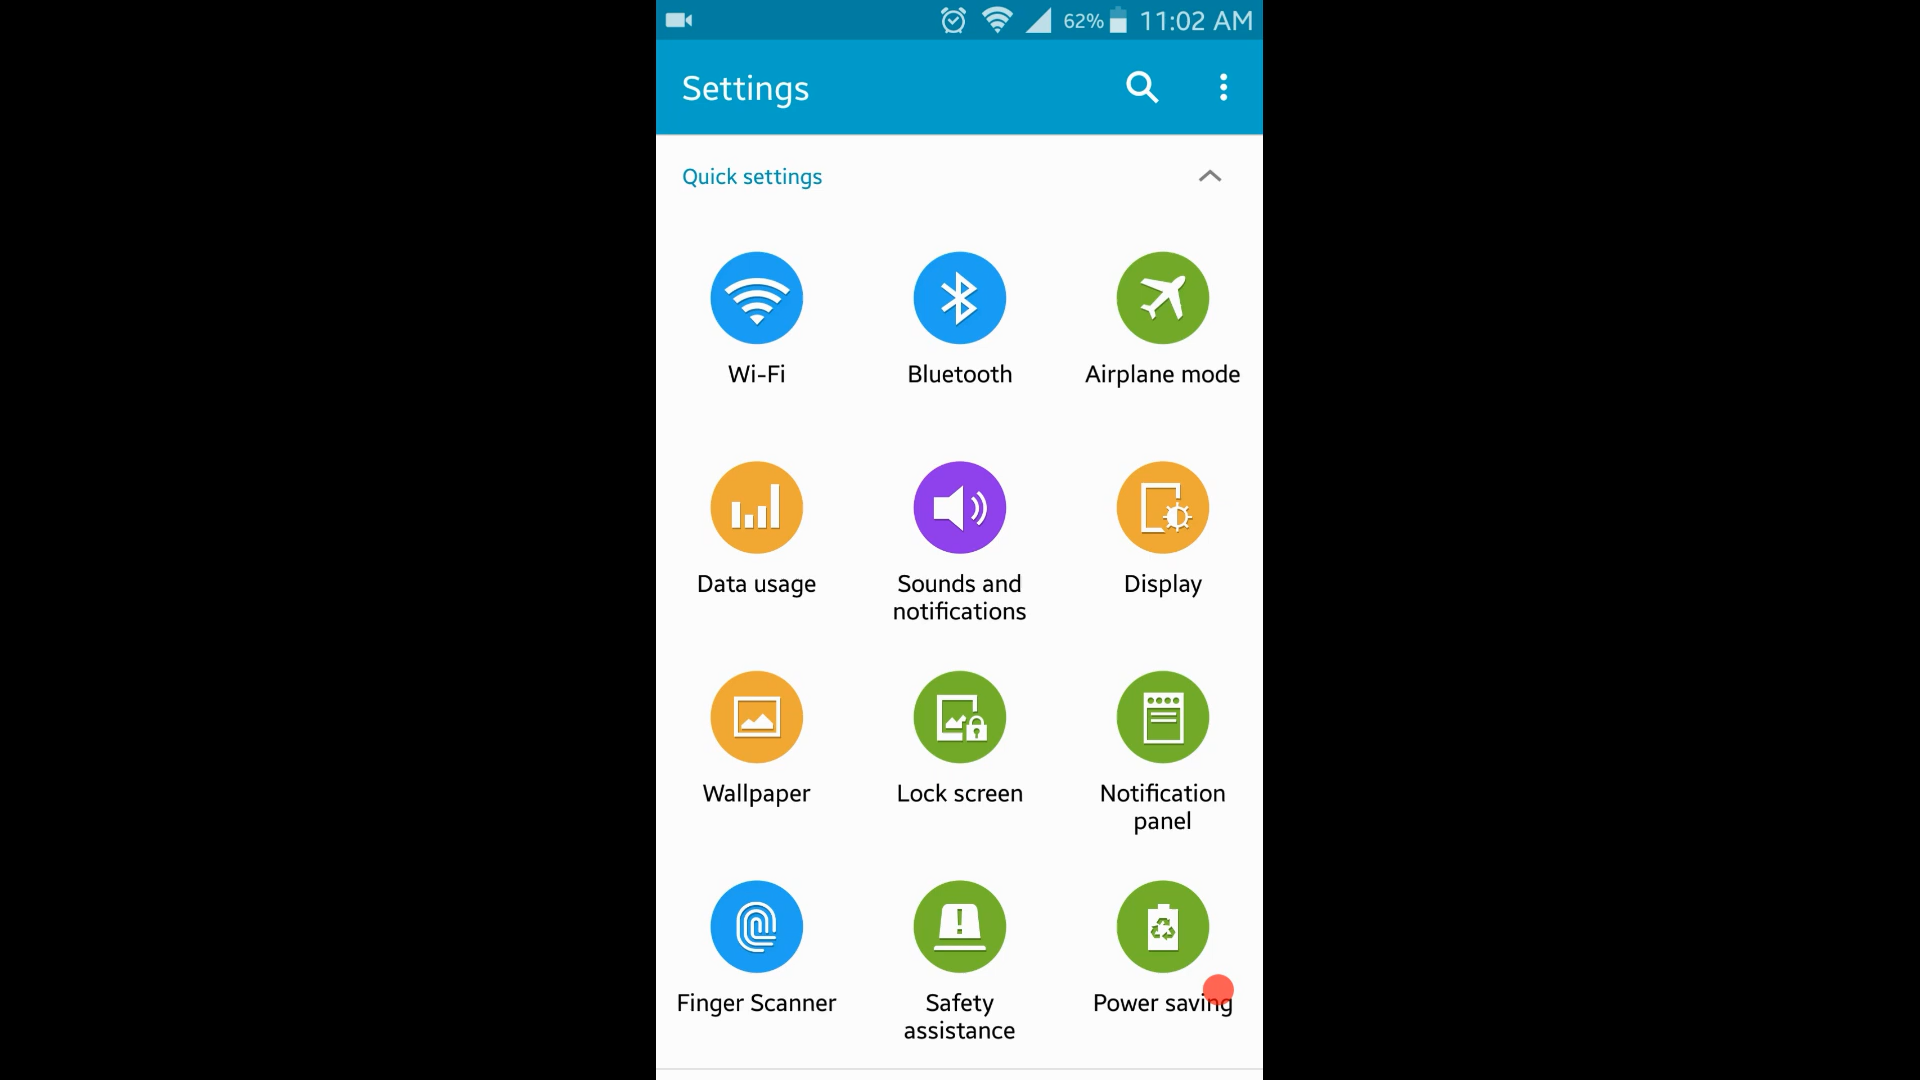 62% 11:02 AM
Settings
Quick settings
Wi-Fi Bluetooth Airplane mode
Data usage Sounds and notifications Display
Wallpaper Lock screen Notification panel
Finger Scanner Safety assistance Power saving